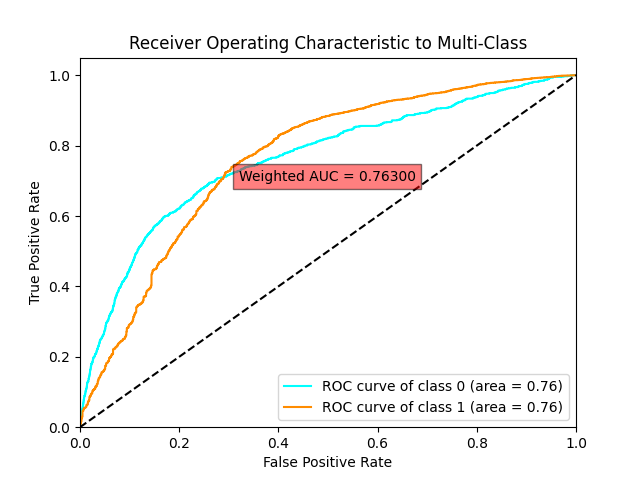 Receiver Operating Characteristic to Multi-Class
1.0
0.8
0.6
0.4
0.2
0.0
True Positive Rate
Weighted AUC = 0.76300
ROC curve of class 0 (area = 0.76)
ROC curve of class 1 (area = 0.76)
0.0 0.2 0.4 0.6 0.8 1.0
False Positive Rate